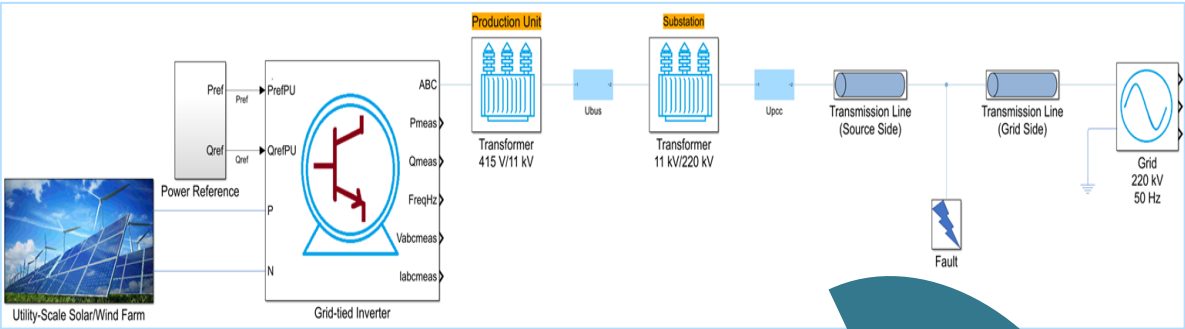 Production Unit
Substation
Pref
Pref
PrefPU
Qref
Qref
QrefPU
Power Reference
P
N
ABC
Pmeas
Qmeas
FreqHz
Vabcmeas
Iabcmeas
Utility-Scale Solar/Wind Farm
Grid-tied Inverter
Transformer
415 V/11 kV
Ubus
Transformer
11 kV/220 kV
Upcc
Transmission Line
(Source Side)
Transmission Line
(Grid Side)
Fault
Grid
220 kV
50 Hz